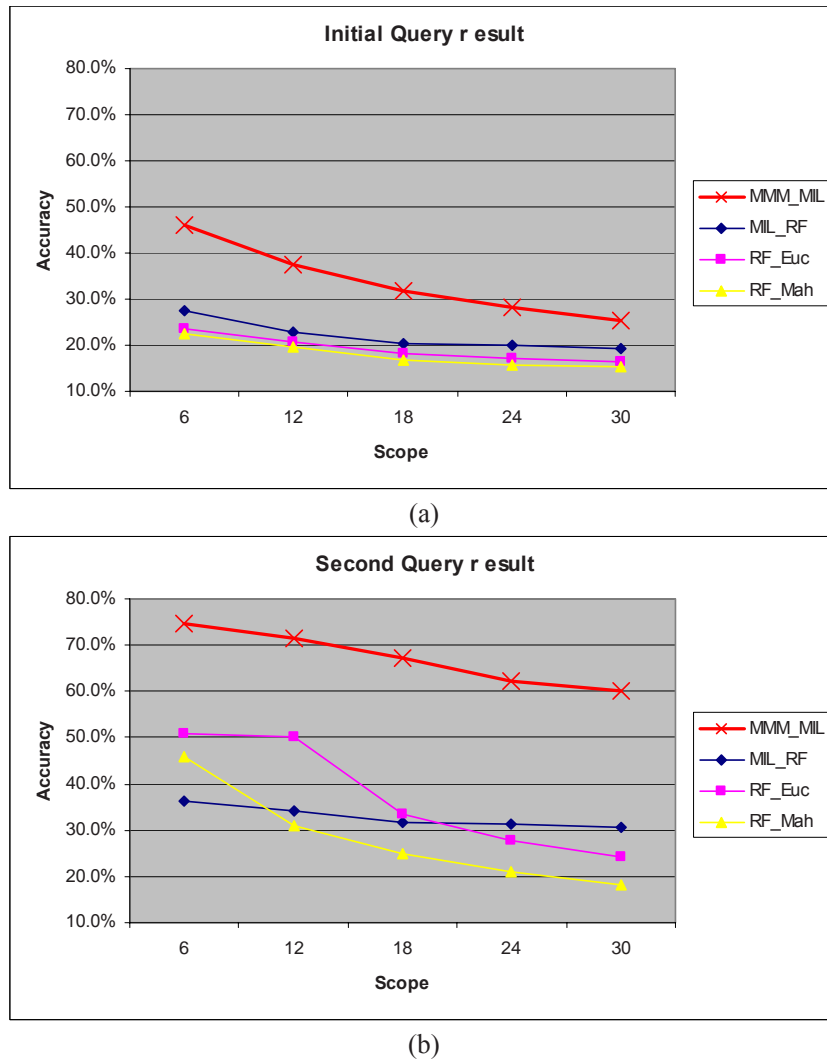 Initial Query r esult
80.0%
70.0%
60.0%
50.0%
40.0%
30.0%
20.0%
10.0%
Accuracy
6 12 18 24 30
Scope
MMM_MIL
MIL_RF
RF_Euc
RF_Mah
(a)
Second Query r esult
80.0%
70.0%
60.0%
50.0%
40.0%
30.0%
20.0%
10.0%
Accuracy
6 12 18 24 30
Scope
MMM_MIL
MIL_RF
RF_Euc
RF_Mah
(b)